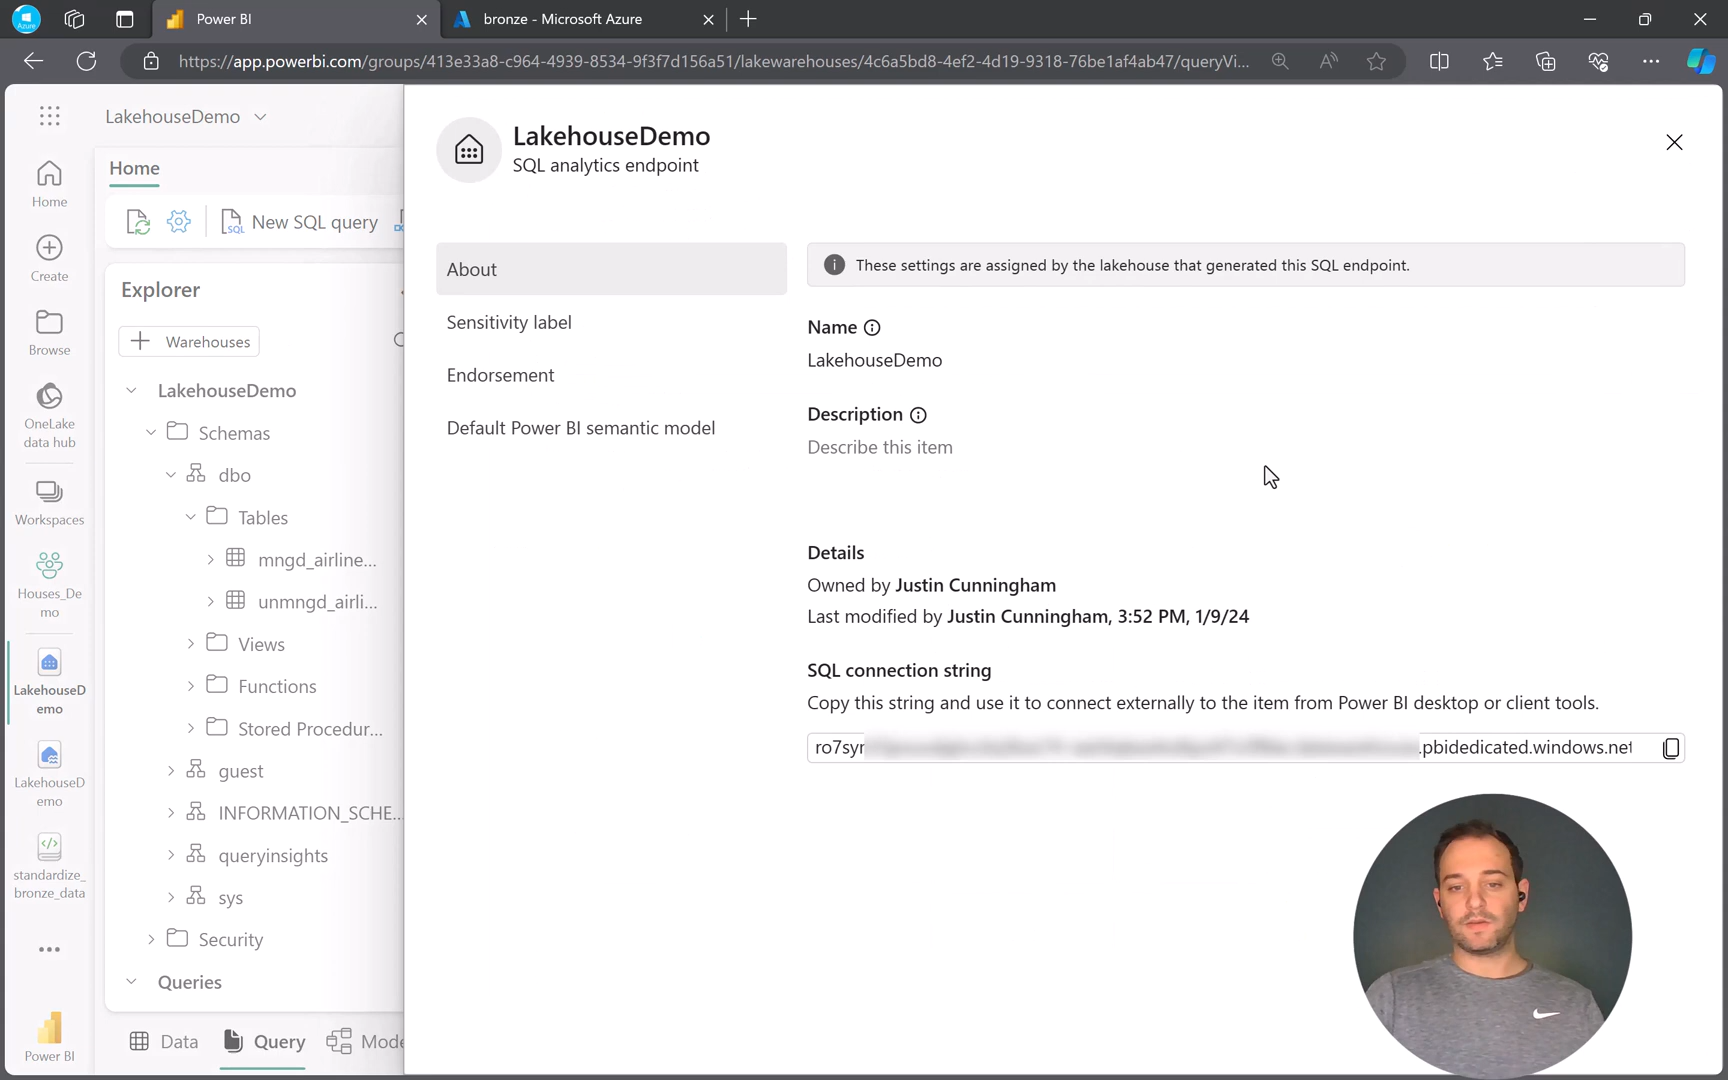 Azure
Power BI
bronze - Microsoft Azure
https://app.powerbi.com/groups/413e33a8-c964-4939-8534-9f3f7d156a51/lakewarehouses/4c6a5bd8-4ef2-4d19-9318-76be1af4ab47/queryVi...
LakehouseDemo
Home
New SQL query
Home
Create
Browse
OneLake
data hub
Workspaces
Houses_De
mo
LakehouseD
emo
LakehouseD
emo
standardize_
bronze_data
Power BI
Explorer
Warehouses
LakehouseDemo
Schemas
dbo
Tables
mngd_airline...
unmngd_airli...
Views
Functions
Stored Procedur...
guest
INFORMATION_SCHE...
queryinsights
sys
Security
Queries
Data
Query
Mode
LakehouseDemo
SQL analytics endpoint
About
Sensitivity label
Endorsement
Default Power BI semantic model
These settings are assigned by the lakehouse that generated this SQL endpoint.
Name
LakehouseDemo
Description
Describe this item
Details
Owned by Justin Cunningham
Last modified by Justin Cunningham, 3:52 PM, 1/9/24
SQL connection string
Copy this string and use it to connect externally to the item from Power BI desktop or client tools.
.pbidedicated.windows.net